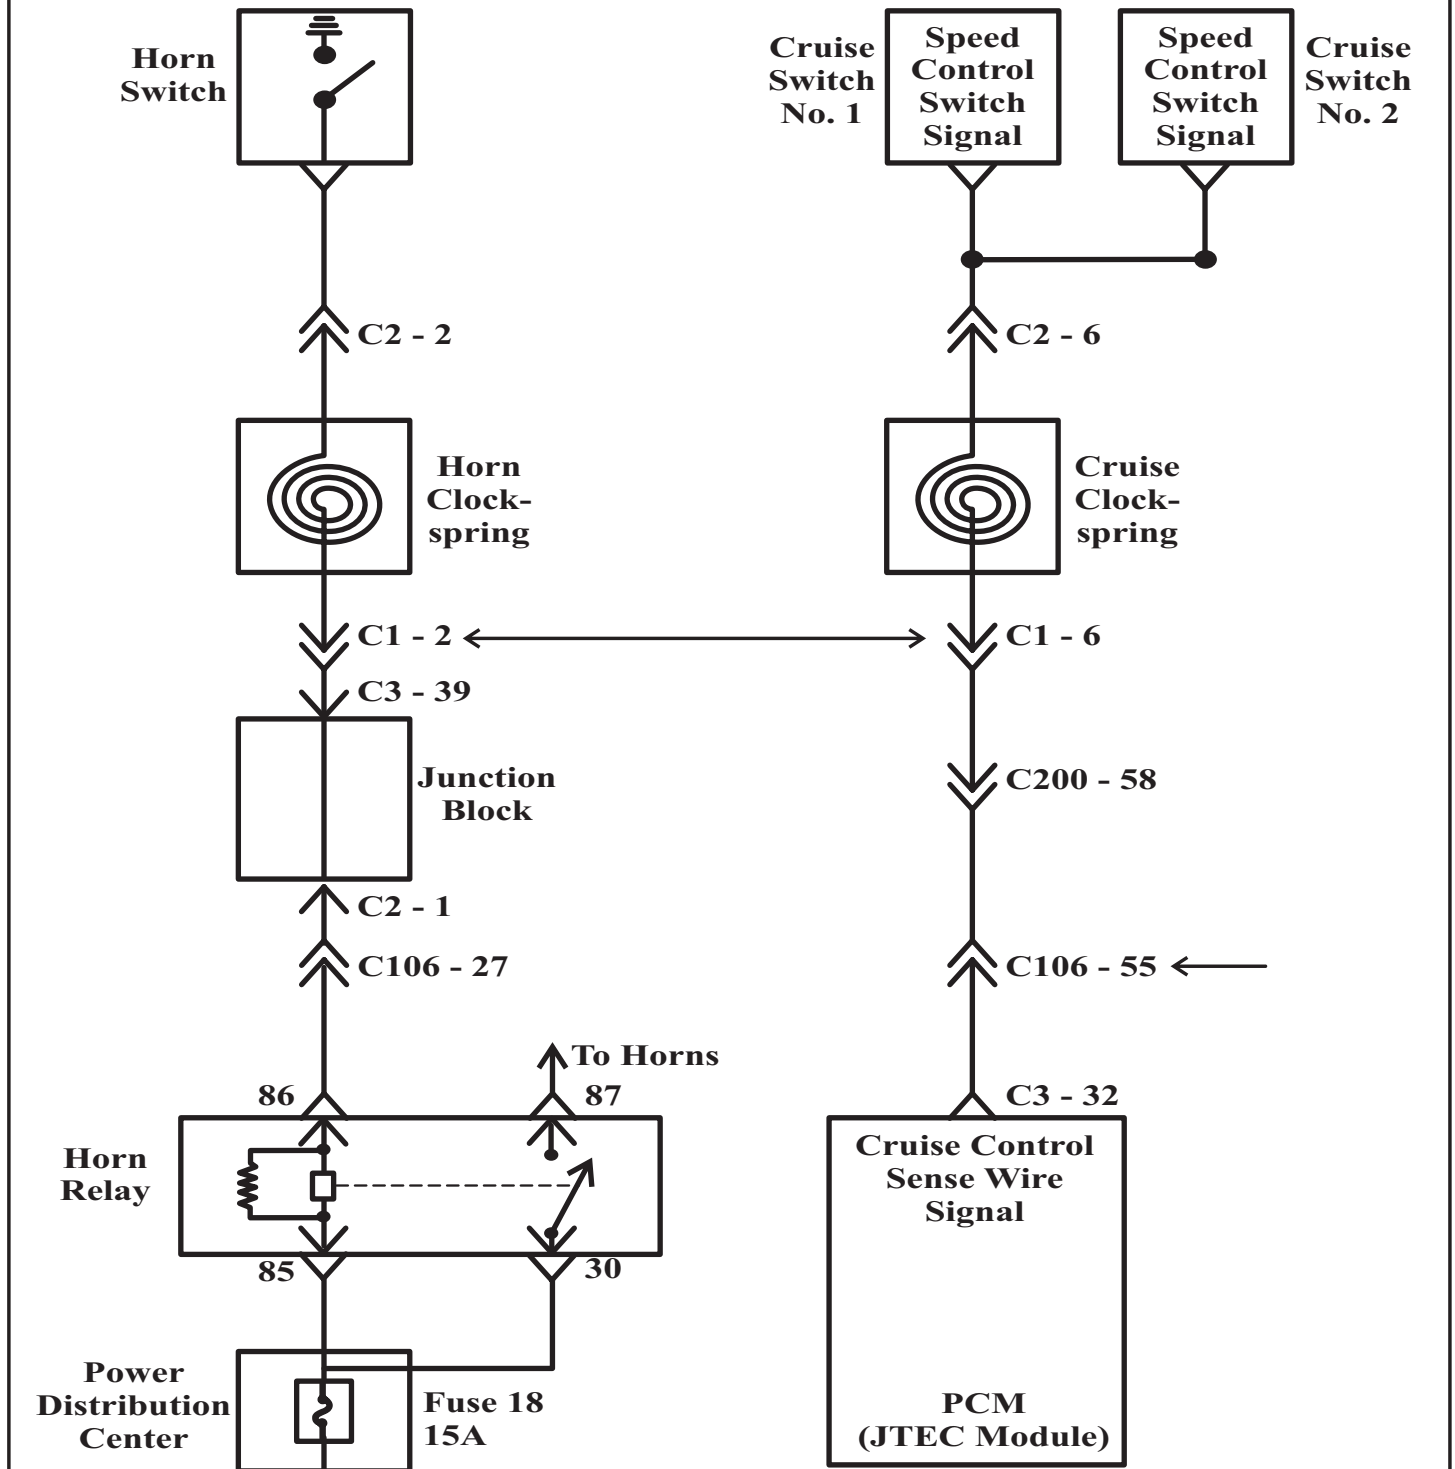 Horn
Switch
Cruise
Switch
No. 1
Speed
Control
Switch
Signal
Speed
Control
Switch
Signal
Cruise
Switch
No. 2
C2 - 2
C2 - 6
Horn
Clock-
spring
Cruise
Clock-
spring
C1 - 2
C1 - 6
C3 - 39
Junction
Block
C200 - 58
C2 - 1
C106 - 27
C106 - 55
To Horns
86
87
C3 - 32
Horn
Relay
Cruise Control
Sense Wire
Signal
85
30
Power
Distribution
Center
Fuse 18
15A
PCM
(JTEC Module)